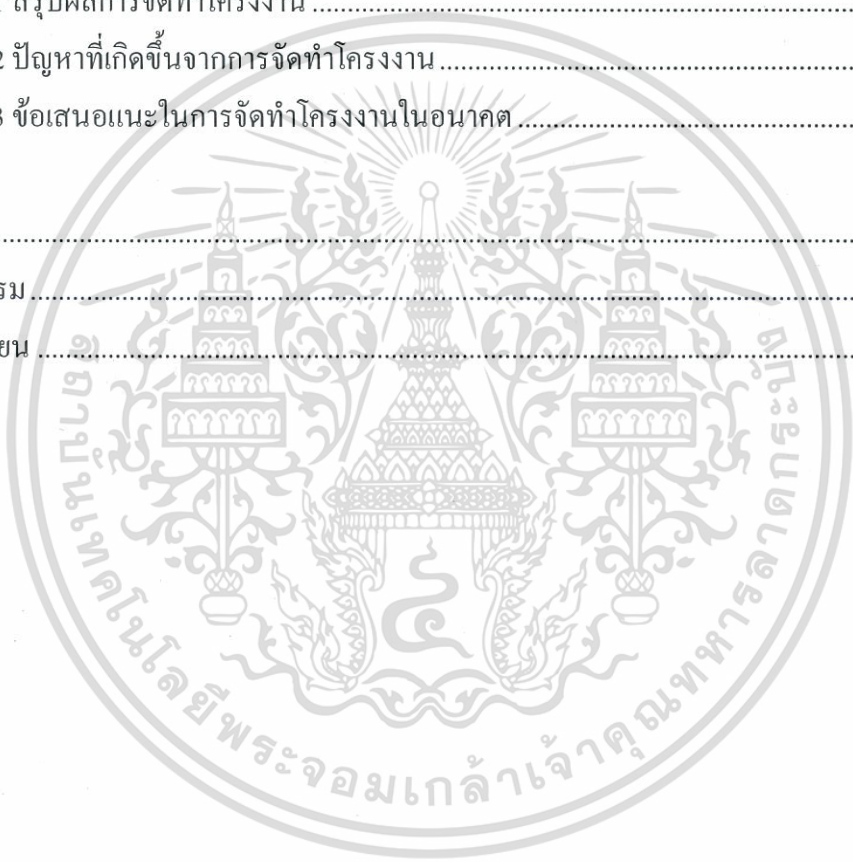 สรุปผลการจัดทำโครงงาน
2 ปัญหาที่เกิดขึ้นจากการจัดทำโครงงาน
3 ข้อเสนอแนะในการจัดทำโครงงานในอนาคต
สถาบันเทคโนโลยีพระจอมเกล้าเจ้าคุณทหารลาดกระบัง